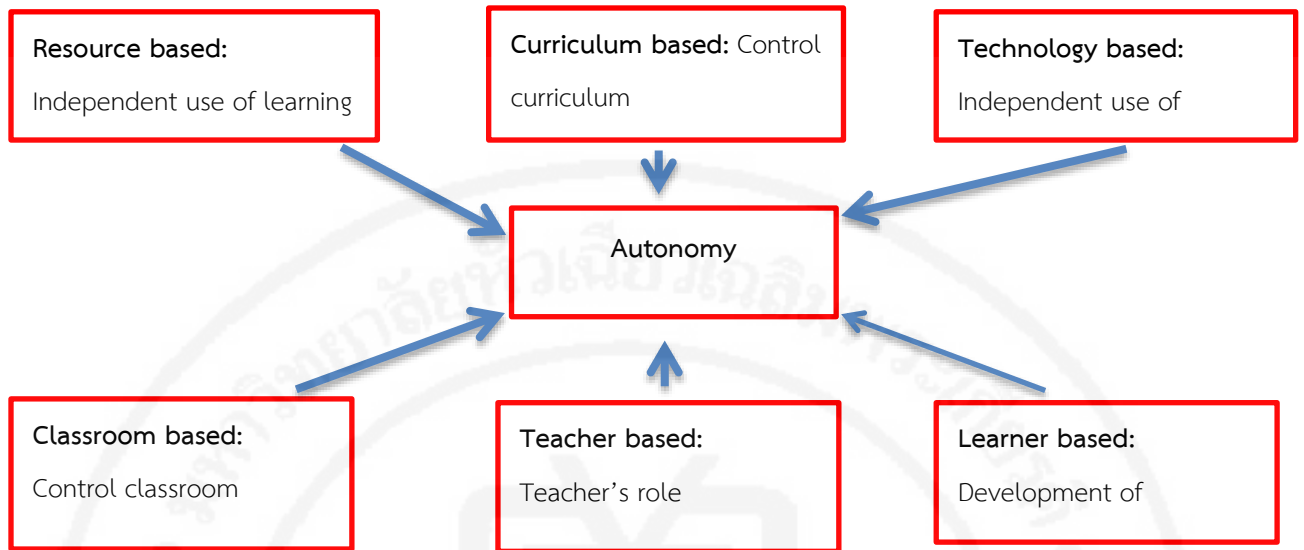 Resource based:
Independent use of learning
Curriculum based: Control
curriculum
Technology based:
Independent use of
Autonomy
Classroom based:
Control classroom
Teacher based:
Teacher's role
Learner based:
Development of